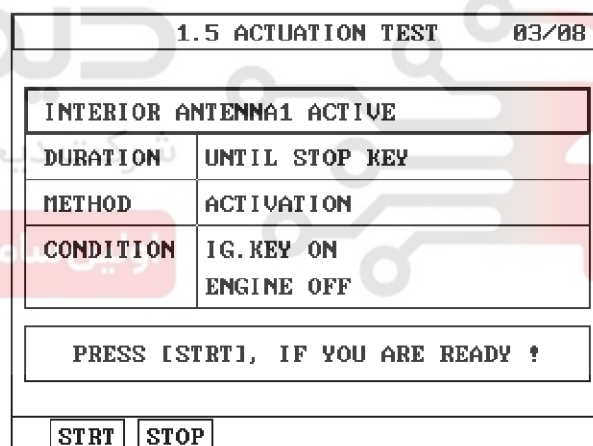 1.5 ACTUATION TEST 03/08
INTERIOR ANTENNA1 ACTIVE
DURATION UNTIL STOP KEY
METHOD ACTIVATION
CONDITION IG.KEY ON
ENGINE OFF
PRESS [STRT], IF YOU ARE READY !
STRT STOP